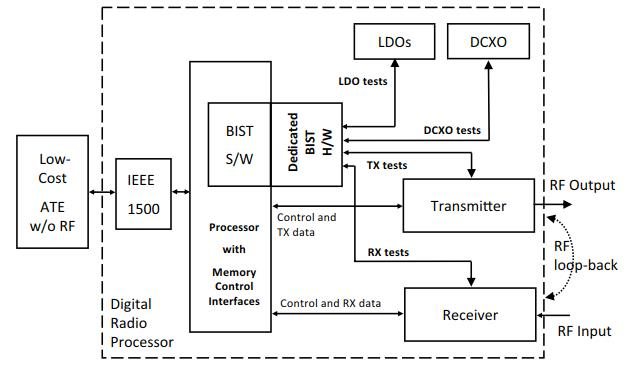 LDOs
DCXO
LDO tests
DCXO tests
TX tests
BIST
S/W
Dedicated
BIST
H/W
Low-
Cost
ATE
w/o RF
IEEE
1500
Processor
with
Memory
Control
Interfaces
Control and
TX data
Transmitter
RF Output
RF
loop-back
RX tests
Control and RX data
Receiver
RF Input
Digital
Radio
Processor